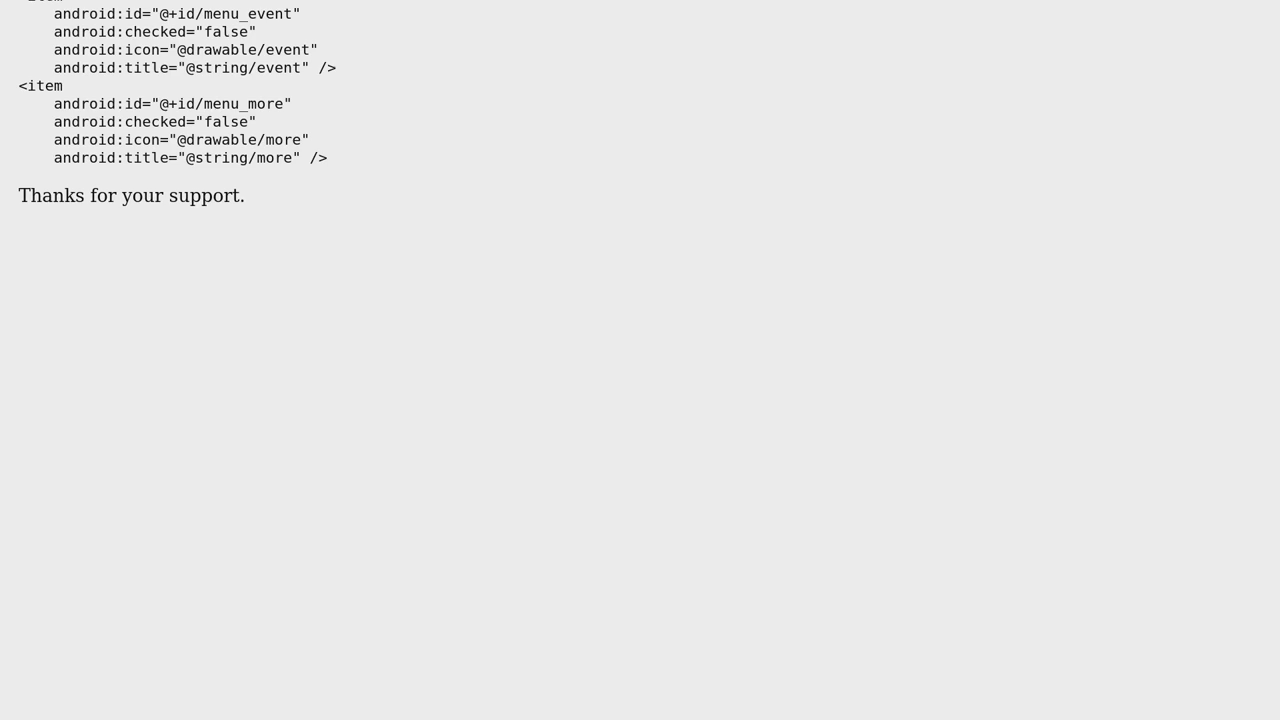 android:id="@+id/menu_event"
android:checked="false"
android:icon="@drawable/event"
android:title="@string/event" />
<item
android:id="@+id/menu_more"
android:checked="false"
android:icon="@drawable/more"
android:title="@string/more" />
Thanks for your support.